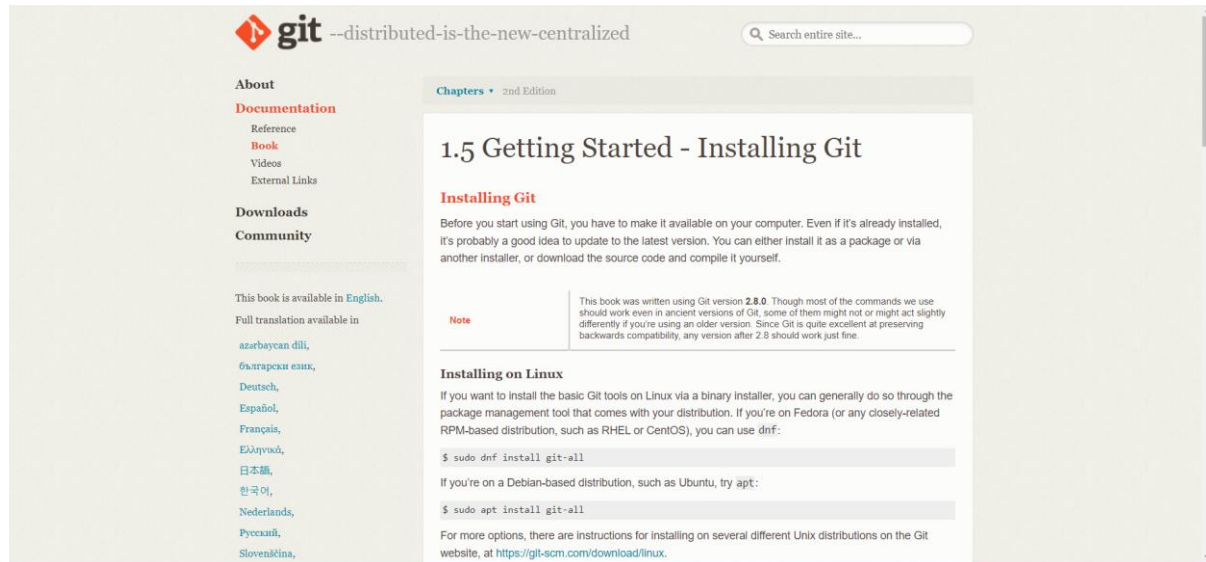 git --distributed-is-the-new-centralized
Search entire site...
About
Documentation
Reference
Book
Videos
External Links
Downloads
Community
This book is available in English.
Full translation available in
azərbaycan dili,
български език,
Deutsch,
Español,
Français,
Ελληνικά,
日本語,
한국어,
Nederlands,
Русский,
Slovenščina,
Chapters ▾ 2nd Edition
1.5 Getting Started - Installing Git
Installing Git
Before you start using Git, you have to make it available on your computer. Even if it's already installed,
it's probably a good idea to update to the latest version. You can either install it as a package or via
another installer, or download the source code and compile it yourself.
Note
This book was written using Git version 2.8.0. Though most of the commands we use
should work even in ancient versions of Git, some of them might not or might act slightly
differently if you're using an older version. Since Git is quite excellent at preserving
backwards compatibility, any version after 2.8 should work just fine.
Installing on Linux
If you want to install the basic Git tools on Linux via a binary installer, you can generally do so through the
package management tool that comes with your distribution. If you're on Fedora (or any closely-related
RPM-based distribution, such as RHEL or CentOS), you can use dnf:
$ sudo dnf install git-all
If you're on a Debian-based distribution, such as Ubuntu, try apt:
$ sudo apt install git-all
For more options, there are instructions for installing on several different Unix distributions on the Git
website, at https://git-scm.com/download/linux.